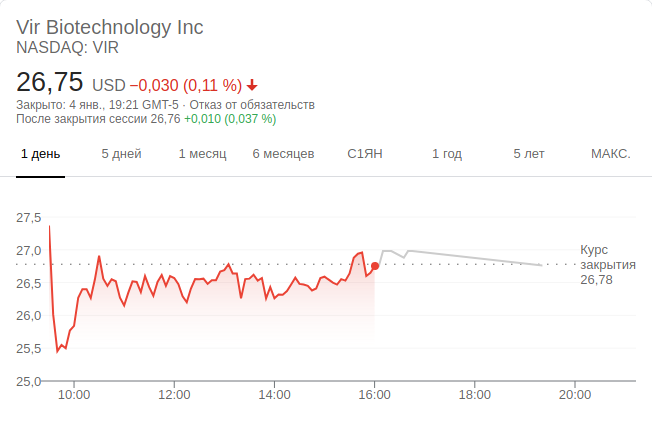 Vir Biotechnology Inc
NASDAQ: VIR
26,75 USD −0,030 (0,11 %)
Закрыто: 4 янв., 19:21 GMT-5 · Отказ от обязательств
После закрытия сессии 26,76 +0,010 (0,037 %)
1 день 5 дней 1 месяц 6 месяцев С1ЯН 1 год 5 лет МАКС.
27,5
27,0
26,5
26,0
25,5
25,0
Курс
закрытия
26,78
10:00 12:00 14:00 16:00 18:00 20:00